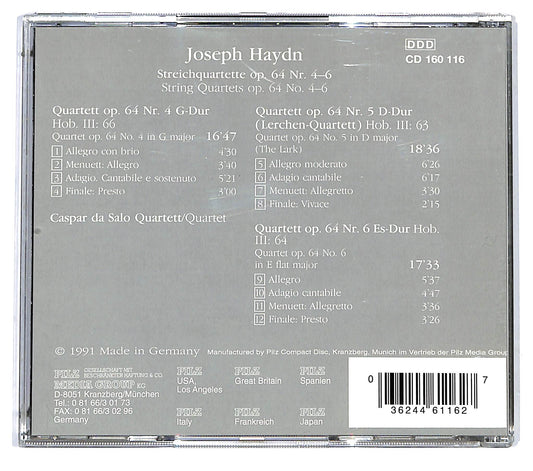 Joseph Haydn
DDD
CD 160 116
Streichquartette op. 64 Nr. 4–6
String Quartets op. 64 No. 4–6
Quartett op. 64 Nr. 4 G-Dur
Hob. III: 66
Quartet op. 64 No. 4 in G major 16'47
1 Allegro con brio 4'30
2 Menuett: Allegro 3'40
3 Adagio. Cantabile e sostenuto 5'21
4 Finale: Presto 3'00
Caspar da Salo Quartett/Quartet
Quartett op. 64 Nr. 5 D-Dur
(Lerchen-Quartett) Hob. III: 63
Quartet op. 64 No. 5 in D major
(The Lark) 18'36
5 Allegro moderato 6'26
6 Adagio cantabile 6'17
7 Menuett: Allegretto 3'30
8 Finale: Vivace 2'15
Quartett op. 64 Nr. 6 Es-Dur Hob.
III: 64
Quartet op. 64 No. 6
in E flat major 17'33
9 Allegro 5'37
10 Adagio cantabile 4'47
11 Menuett: Allegretto 3'36
12 Finale: Presto 3'26
© 1991 Made in Germany Manufactured by Pilz Compact Disc, Kranzberg, Munich im Vertrieb der Pilz Media Group
PILZ GESELLSCHAFT MIT
BESCHRÄNKTER HAFTUNG & CO
MEDIA GROUP KG
D-8051 Kranzberg/München
Tel. 0 81 66/3 01 73
FAX: 0 81 66/3 02 96
Germany
PILZ
USA,
Los Angeles
PILZ
Great Britain
PILZ
Spanien
PILZ
Italy
PILZ
Frankreich
PILZ
Japan
0 36244 61162 7